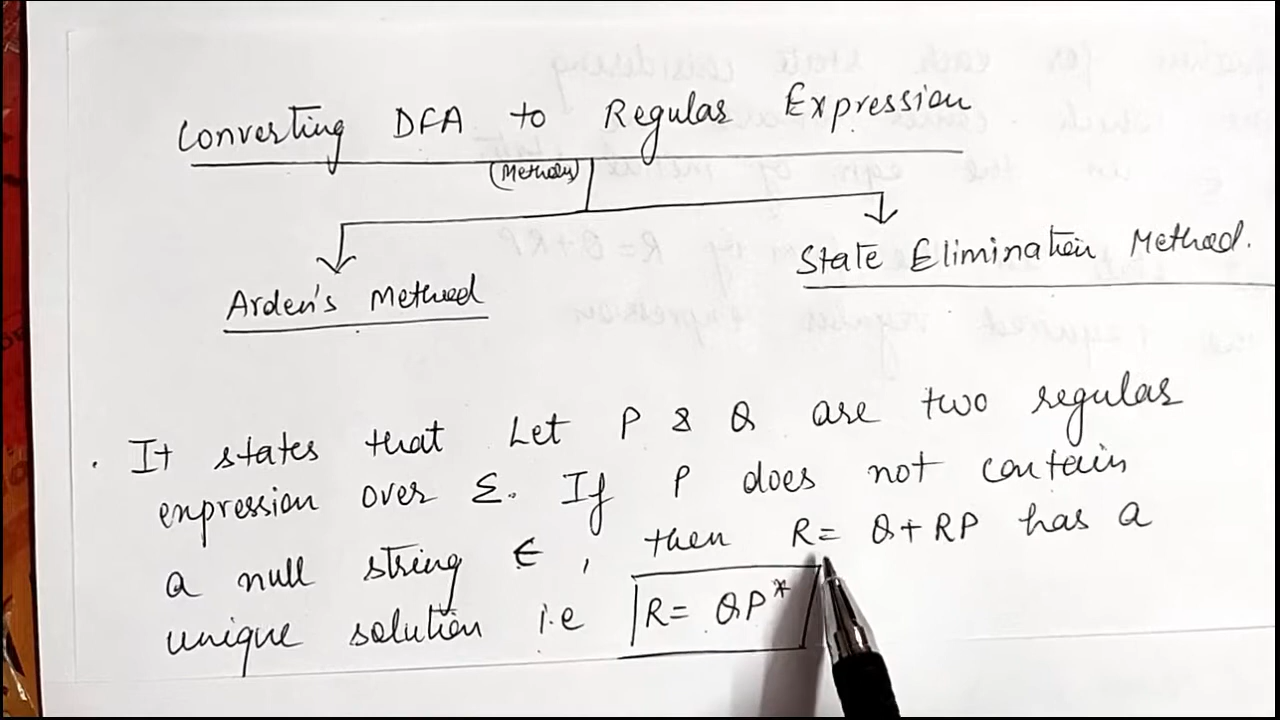 Converting DFA to Regular Expression
(Methods)
Arden's Method
State Elimination Method.
. It states that Let P & Q are two regular
expression over Σ. If P does not contain
a null string ∈, then R= Q+RP has a
unique solution i.e R= QP*